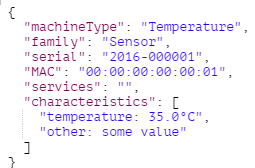 {
"machineType": "Temperature",
"family": "Sensor",
"serial": "2016-000001",
"MAC": "00:00:00:00:00:01",
"services": "",
"characteristics": [
"temperature: 35.0°C",
"other: some value"
]
}